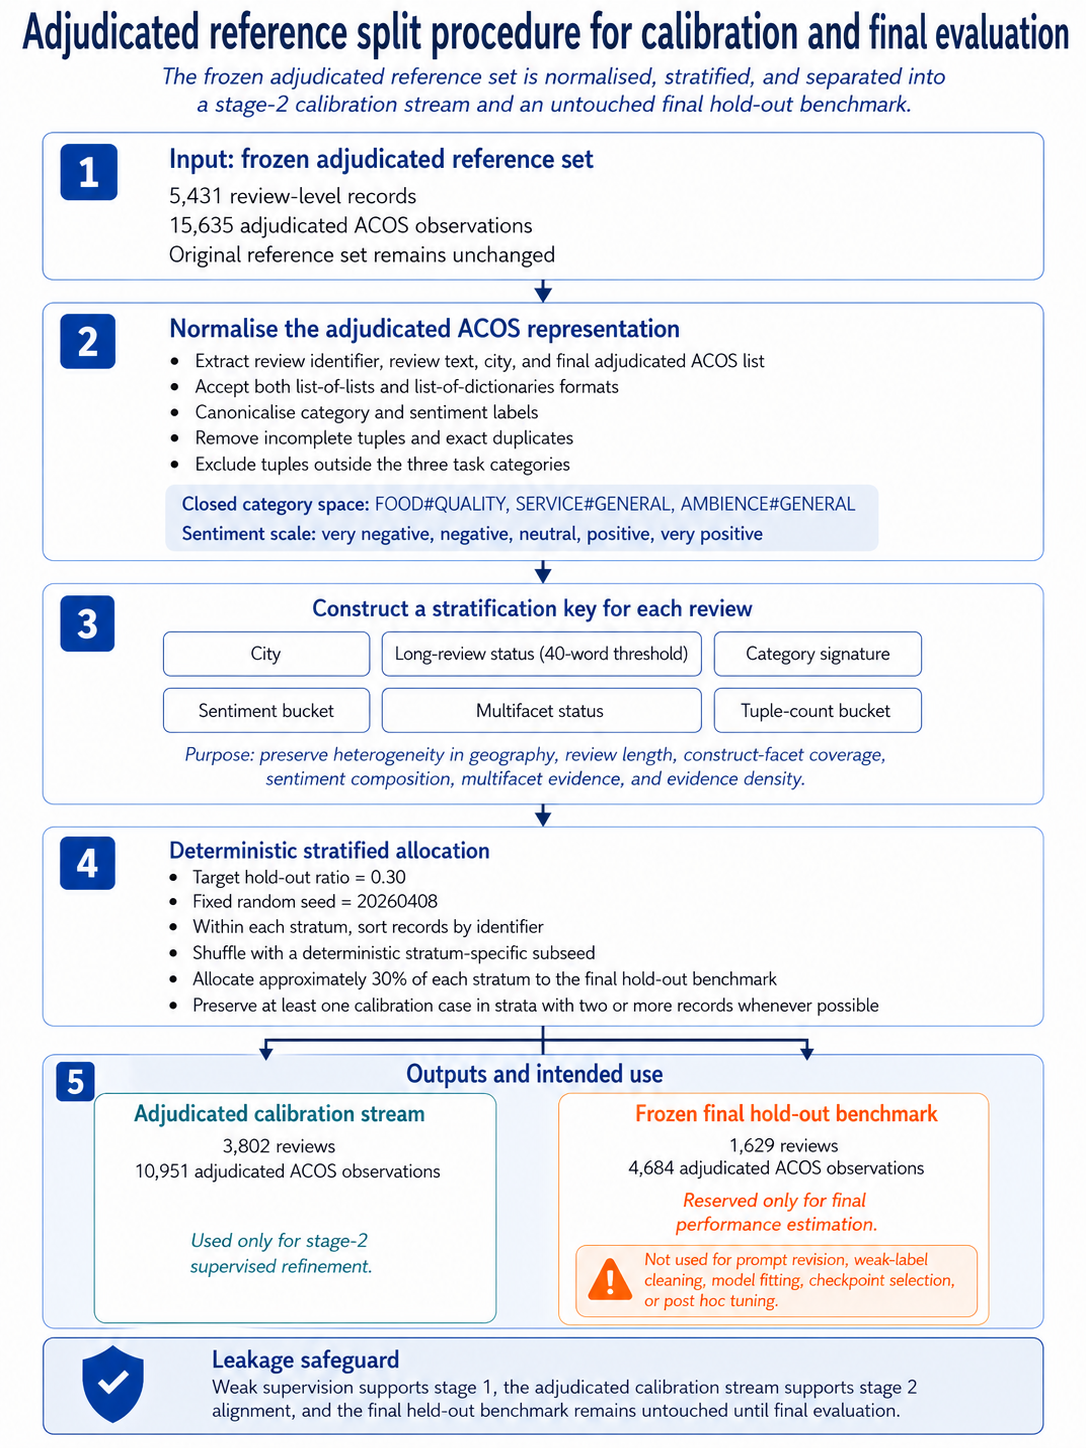 Adjudicated reference split procedure for calibration and final evaluation
The frozen adjudicated reference set is normalised, stratified, and separated into
a stage-2 calibration stream and an untouched final hold-out benchmark.
1
Input: frozen adjudicated reference set
5,431 review-level records
15,635 adjudicated ACOS observations
Original reference set remains unchanged
2
Normalise the adjudicated ACOS representation
• Extract review identifier, review text, city, and final adjudicated ACOS list
• Accept both list-of-lists and list-of-dictionaries formats
• Canonicalise category and sentiment labels
• Remove incomplete tuples and exact duplicates
• Exclude tuples outside the three task categories
Closed category space: FOOD#QUALITY, SERVICE#GENERAL, AMBIENCE#GENERAL
Sentiment scale: very negative, negative, neutral, positive, very positive
3
Construct a stratification key for each review
City
Long-review status (40-word threshold)
Category signature
Sentiment bucket
Multifacet status
Tuple-count bucket
Purpose: preserve heterogeneity in geography, review length, construct-facet coverage,
sentiment composition, multifacet evidence, and evidence density.
4
Deterministic stratified allocation
• Target hold-out ratio = 0.30
• Fixed random seed = 20260408
• Within each stratum, sort records by identifier
• Shuffle with a deterministic stratum-specific subseed
• Allocate approximately 30% of each stratum to the final hold-out benchmark
• Preserve at least one calibration case in strata with two or more records whenever possible
5
Outputs and intended use
Adjudicated calibration stream
3,802 reviews
10,951 adjudicated ACOS observations
Used only for stage-2
supervised refinement.
Frozen final hold-out benchmark
1,629 reviews
4,684 adjudicated ACOS observations
Reserved only for final
performance estimation.
Not used for prompt revision, weak-label
cleaning, model fitting, checkpoint selection,
or post hoc tuning.
Leakage safeguard
Weak supervision supports stage 1, the adjudicated calibration stream supports stage 2
alignment, and the final held-out benchmark remains untouched until final evaluation.